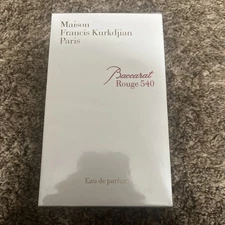 Maison
Francis Kurkdjian
Paris
Baccarat
Rouge 540
Eau de parfum